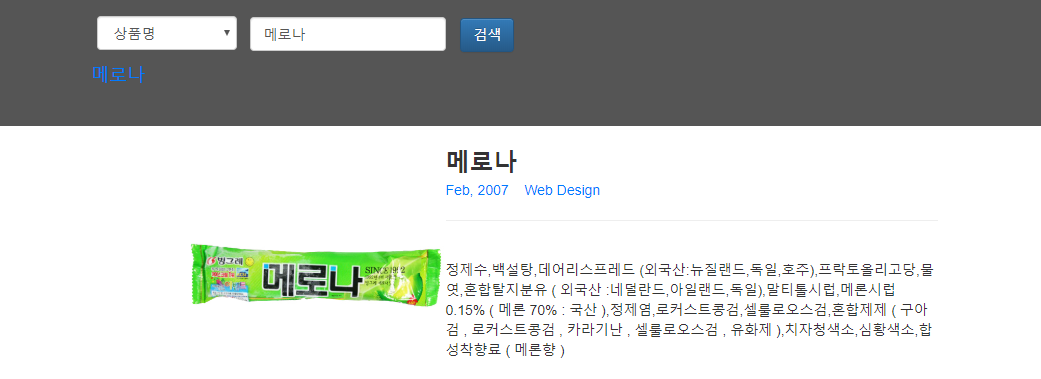 상품명 메로나 검색
메로나
메로나
Feb, 2007 Web Design
빙그레
메로나
정제수,백설탕,데어리스프레드 (외국산:뉴질랜드,독일,호주),프락토올리고당,물
엿,혼합탈지분유 ( 외국산 :네덜란드,아일랜드,독일),말티톨시럽,메론시럽
0.15% ( 메론 70% : 국산 ),정제염,로커스트콩검,셀룰로오스검,혼합제제 ( 구아
검 , 로커스트콩검 , 카라기난 , 셀룰로오스검 , 유화제 ),치자청색소,심황색소,합
성착향료 ( 메론향 )